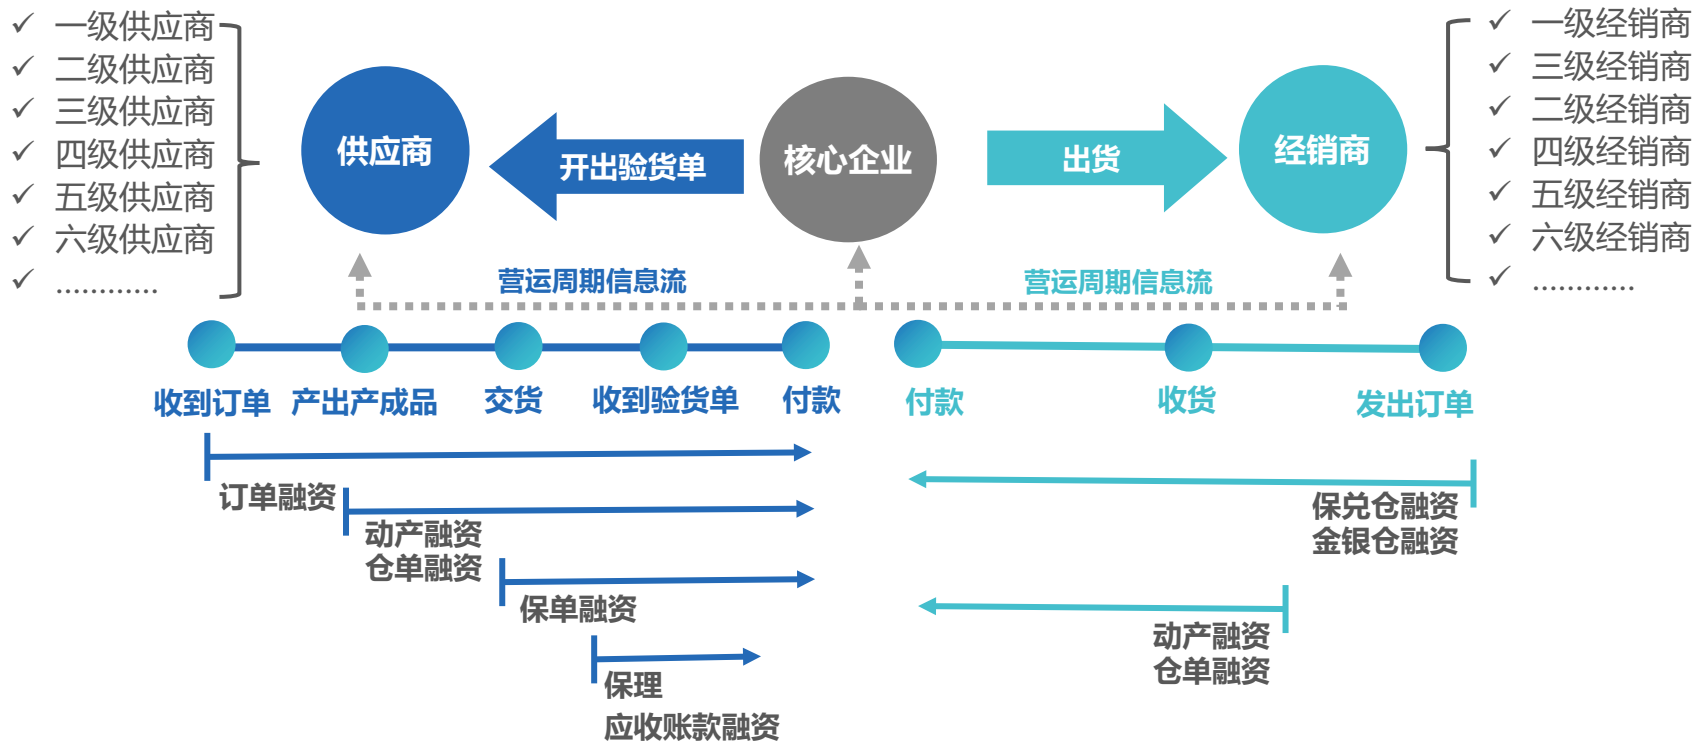 一级供应商
二级供应商
三级供应商
四级供应商
五级供应商
六级供应商
............
供应商
开出验货单
核心企业
出货
经销商
一级经销商
三级经销商
二级经销商
四级经销商
五级经销商
六级经销商
............
营运周期信息流
营运周期信息流
收到订单
产出产成品
交货
收到验货单
付款
付款
收货
发出订单
订单融资
动产融资
仓单融资
保单融资
保理
应收账款融资
保兑仓融资
金银仓融资
动产融资
仓单融资